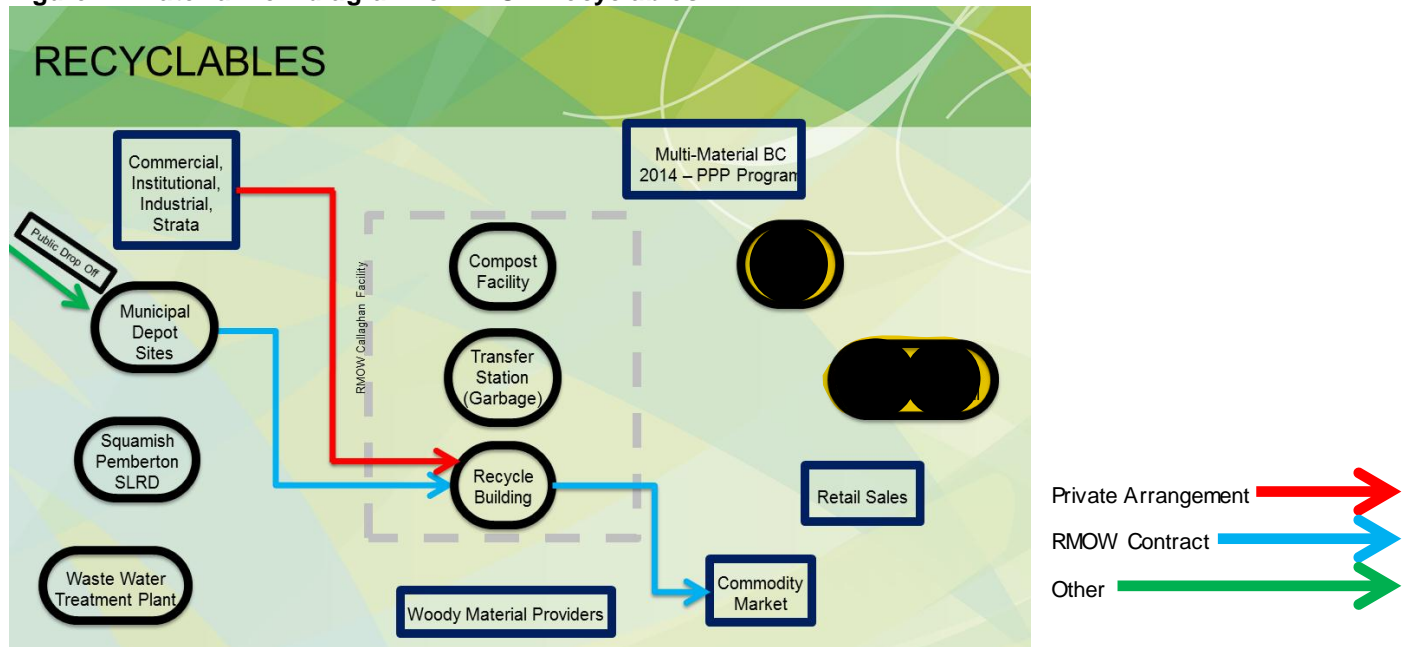 RECYCLABLES
Commercial,
Institutional,
Industrial,
Strata
Multi-Material BC
2014 – PPP Program
Public Drop Off
Municipal
Depot
Sites
RMOW Callaghan Facility
Compost
Facility
Transfer
Station
(Garbage)
Squamish
Pemberton
SLRD
Recycle
Building
Retail Sales
Waste Water
Treatment Plant
Woody Material Providers
Commodity
Market
Private Arrangement
RMOW Contract
Other